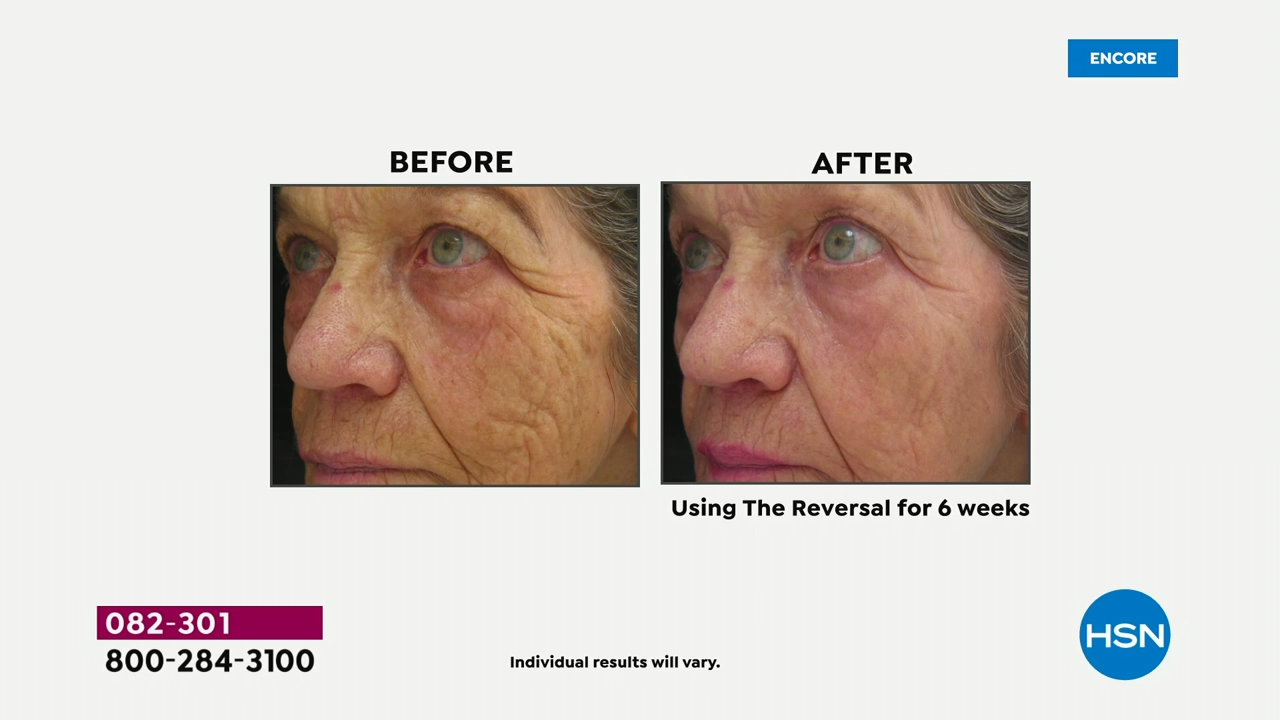 ENCORE
BEFORE
AFTER
Using The Reversal for 6 weeks
082-301
800-284-3100
Individual results will vary.
HSN